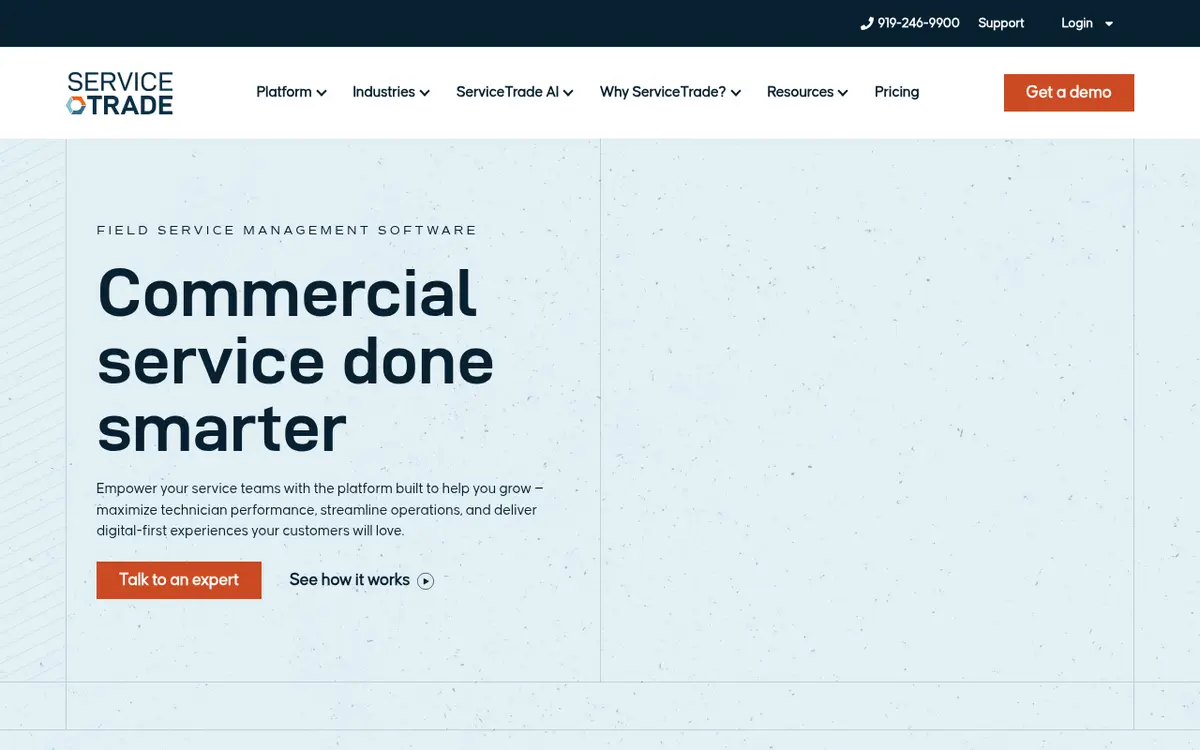 919-246-9900 Support Login
SERVICE
TRADE
Platform Industries ServiceTrade AI Why ServiceTrade? Resources Pricing Get a demo
FIELD SERVICE MANAGEMENT SOFTWARE
Commercial
service done
smarter
Empower your service teams with the platform built to help you grow –
maximize technician performance, streamline operations, and deliver
digital-first experiences your customers will love.
Talk to an expert See how it works